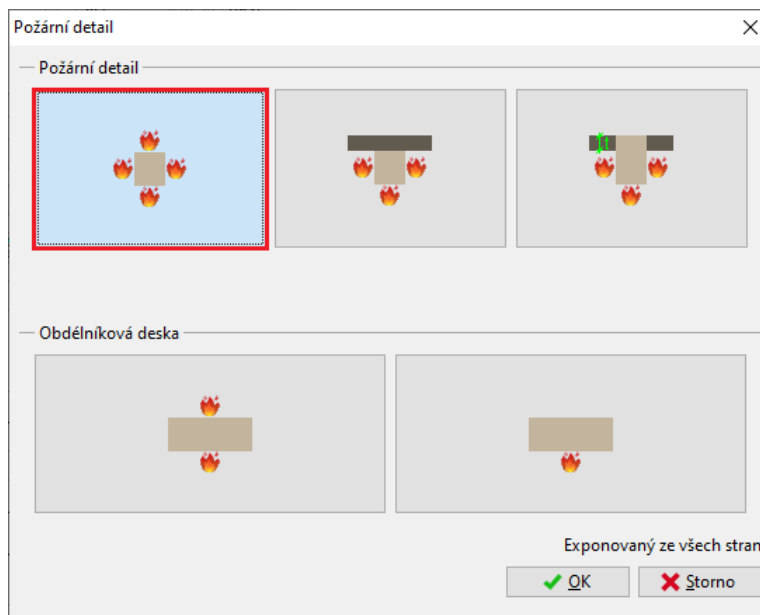 Požární detail
Požární detail
t
Obdélníková deska
Exponovaný ze všech stran
OK
Storno